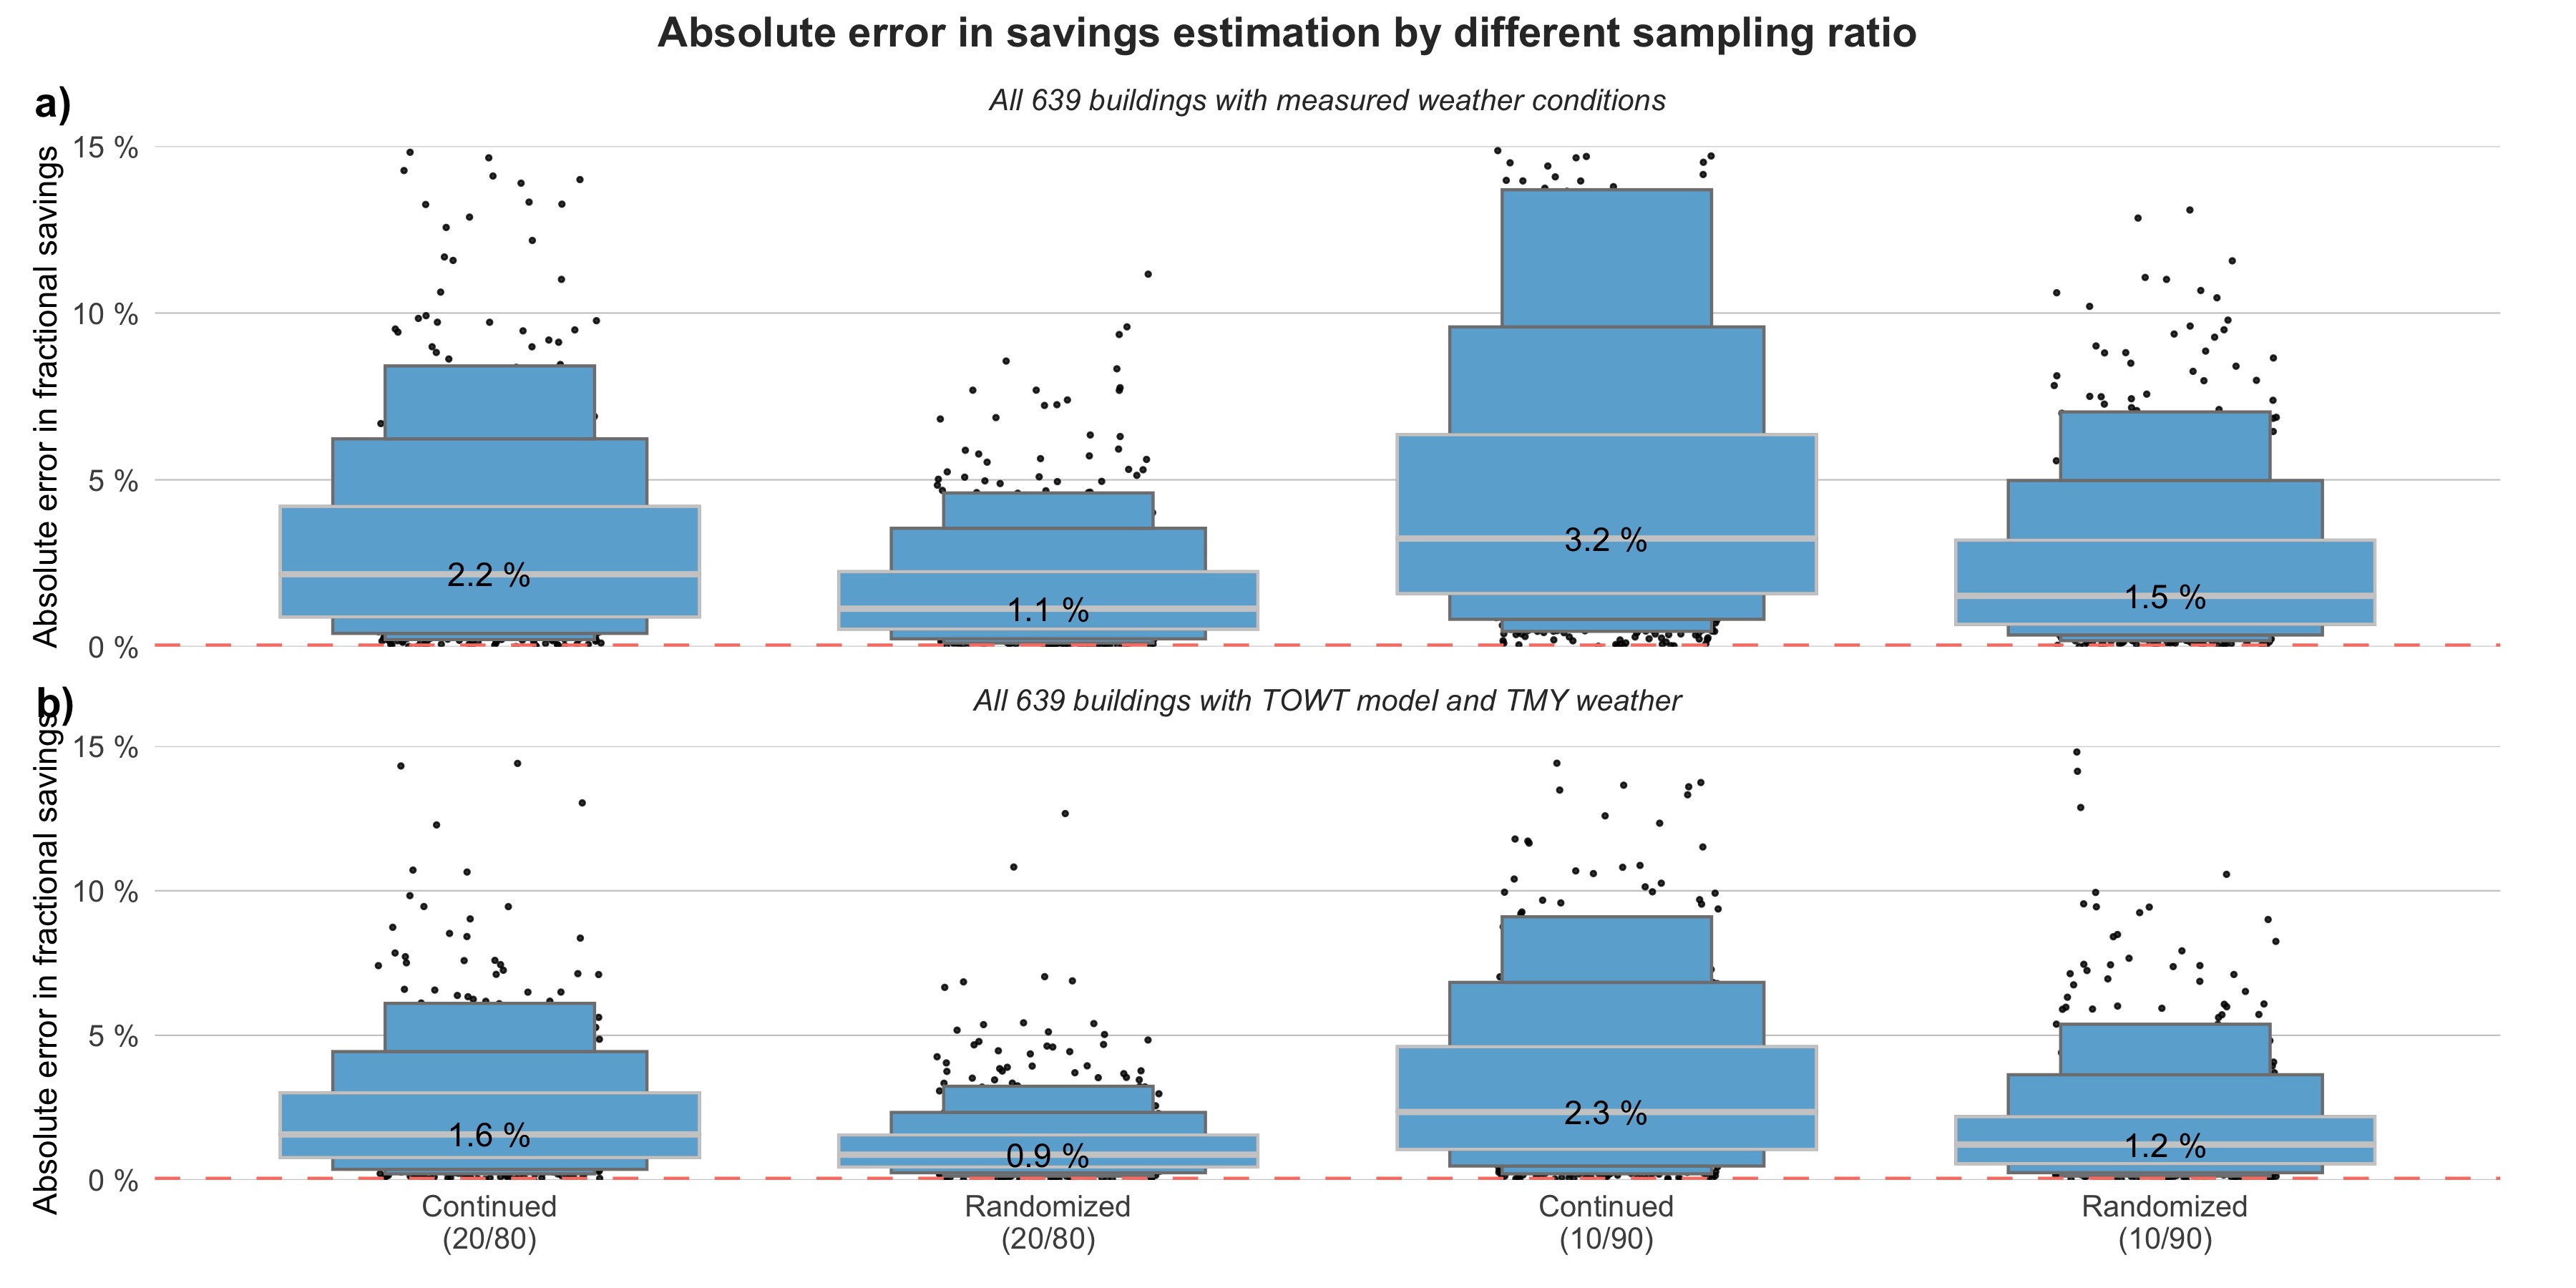 Absolute error in savings estimation by different sampling ratio
a)
All 639 buildings with measured weather conditions
Absolute error in fractional savings
15 %
10 %
5 %
0 %
2.2 %
1.1 %
3.2 %
1.5 %
b)
All 639 buildings with TOWT model and TMY weather
Absolute error in fractional savings
15 %
10 %
5 %
0 %
1.6 %
0.9 %
2.3 %
1.2 %
Continued
(20/80)
Randomized
(20/80)
Continued
(10/90)
Randomized
(10/90)